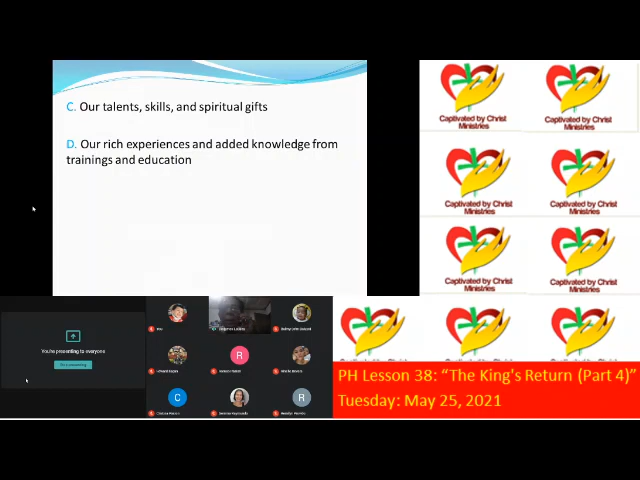 C. Our talents, skills, and spiritual gifts
D. Our rich experiences and added knowledge from
trainings and education
Captivated by Christ
Ministries
Captivated by Christ
Ministries
Captivated by Christ
Ministries
Captivated by Christ
Ministries
Captivated by Christ
Ministries
Captivated by Christ
Ministries
You're presenting to everyone
R
C
R
PH Lesson 38: “The King's Return (Part 4)”
Tuesday: May 25, 2021